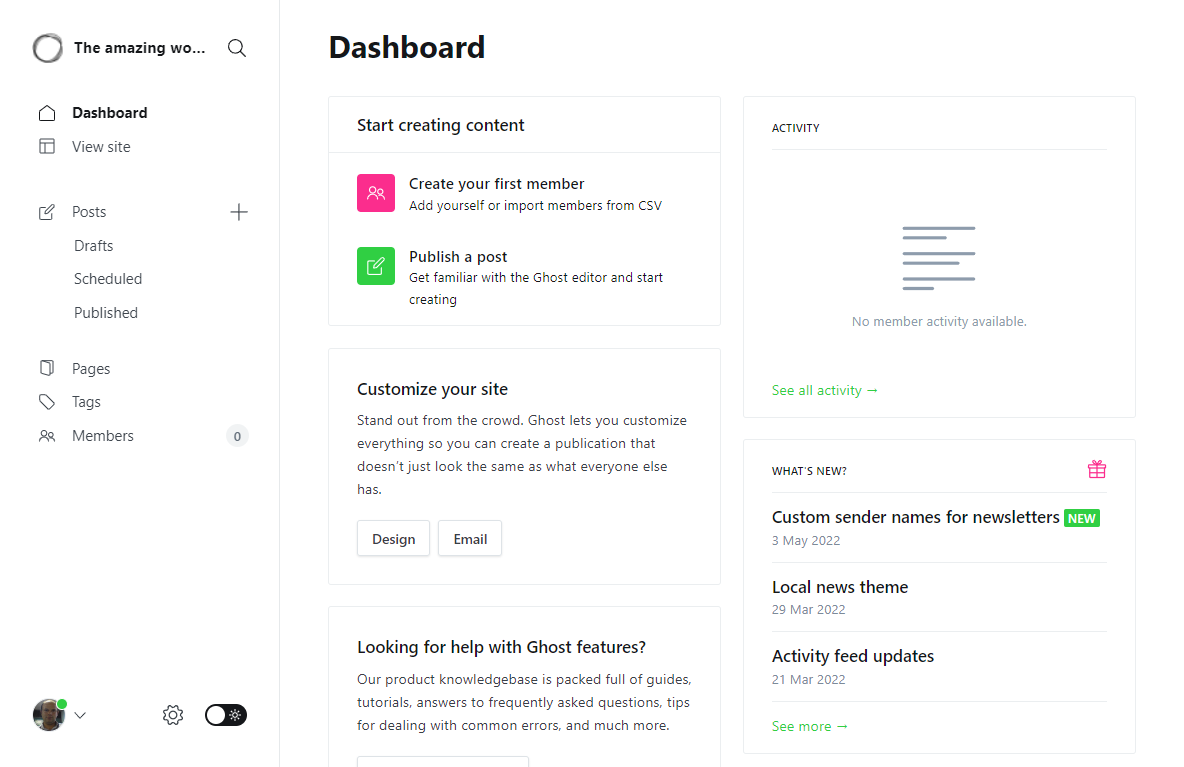 The amazing wo...
Dashboard
View site
Posts
Drafts
Scheduled
Published
Pages
Tags
Members
0
Dashboard
Start creating content
Create your first member
Add yourself or import members from CSV
Publish a post
Get familiar with the Ghost editor and start
creating
Customize your site
Stand out from the crowd. Ghost lets you customize
everything so you can create a publication that
doesn’t just look the same as what everyone else
has.
Design
Email
Looking for help with Ghost features?
Our product knowledgebase is packed full of guides,
tutorials, answers to frequently asked questions, tips
for dealing with common errors, and much more.
ACTIVITY
No member activity available.
See all activity →
WHAT’S NEW?
Custom sender names for newsletters NEW
3 May 2022
Local news theme
29 Mar 2022
Activity feed updates
21 Mar 2022
See more →